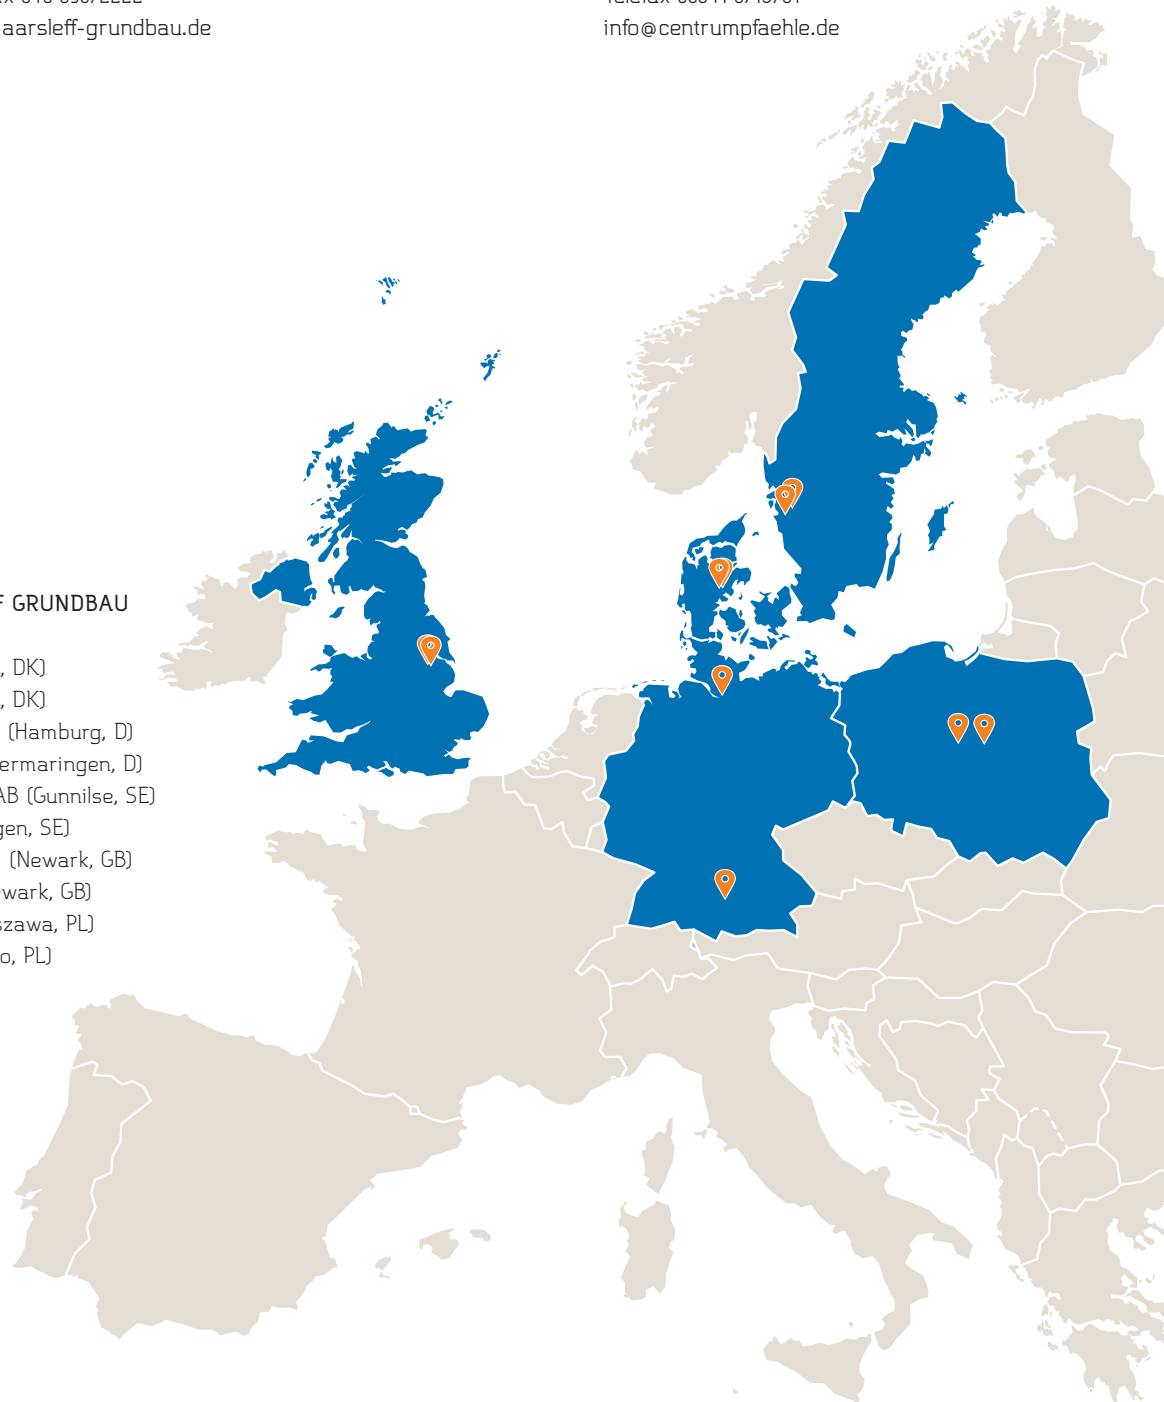 aarsleff-grundbau.de
info@centrumpfaehle.de
GRUNDBAU
, DK)
, DK)
(Hamburg, D)
ermaringen, D)
AB (Gunnilse, SE)
gen, SE)
(Newark, GB)
wark, GB)
szawa, PL)
o, PL)